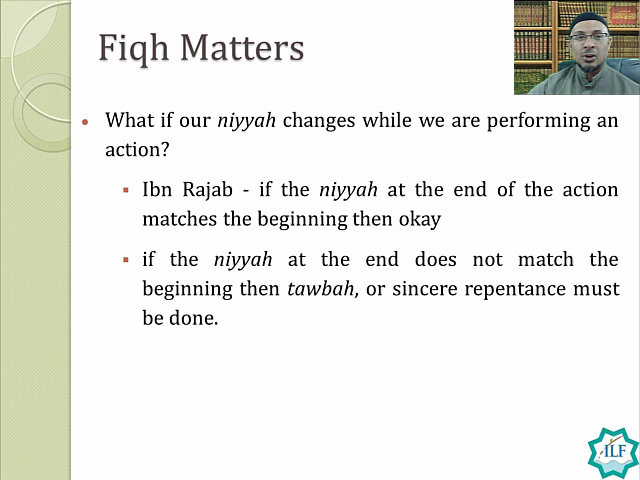 Fiqh Matters
What if our niyyah changes while we are performing an
action?
Ibn Rajab - if the niyyah at the end of the action
matches the beginning then okay
if the niyyah at the end does not match the
beginning then tawbah, or sincere repentance must
be done.
ILF